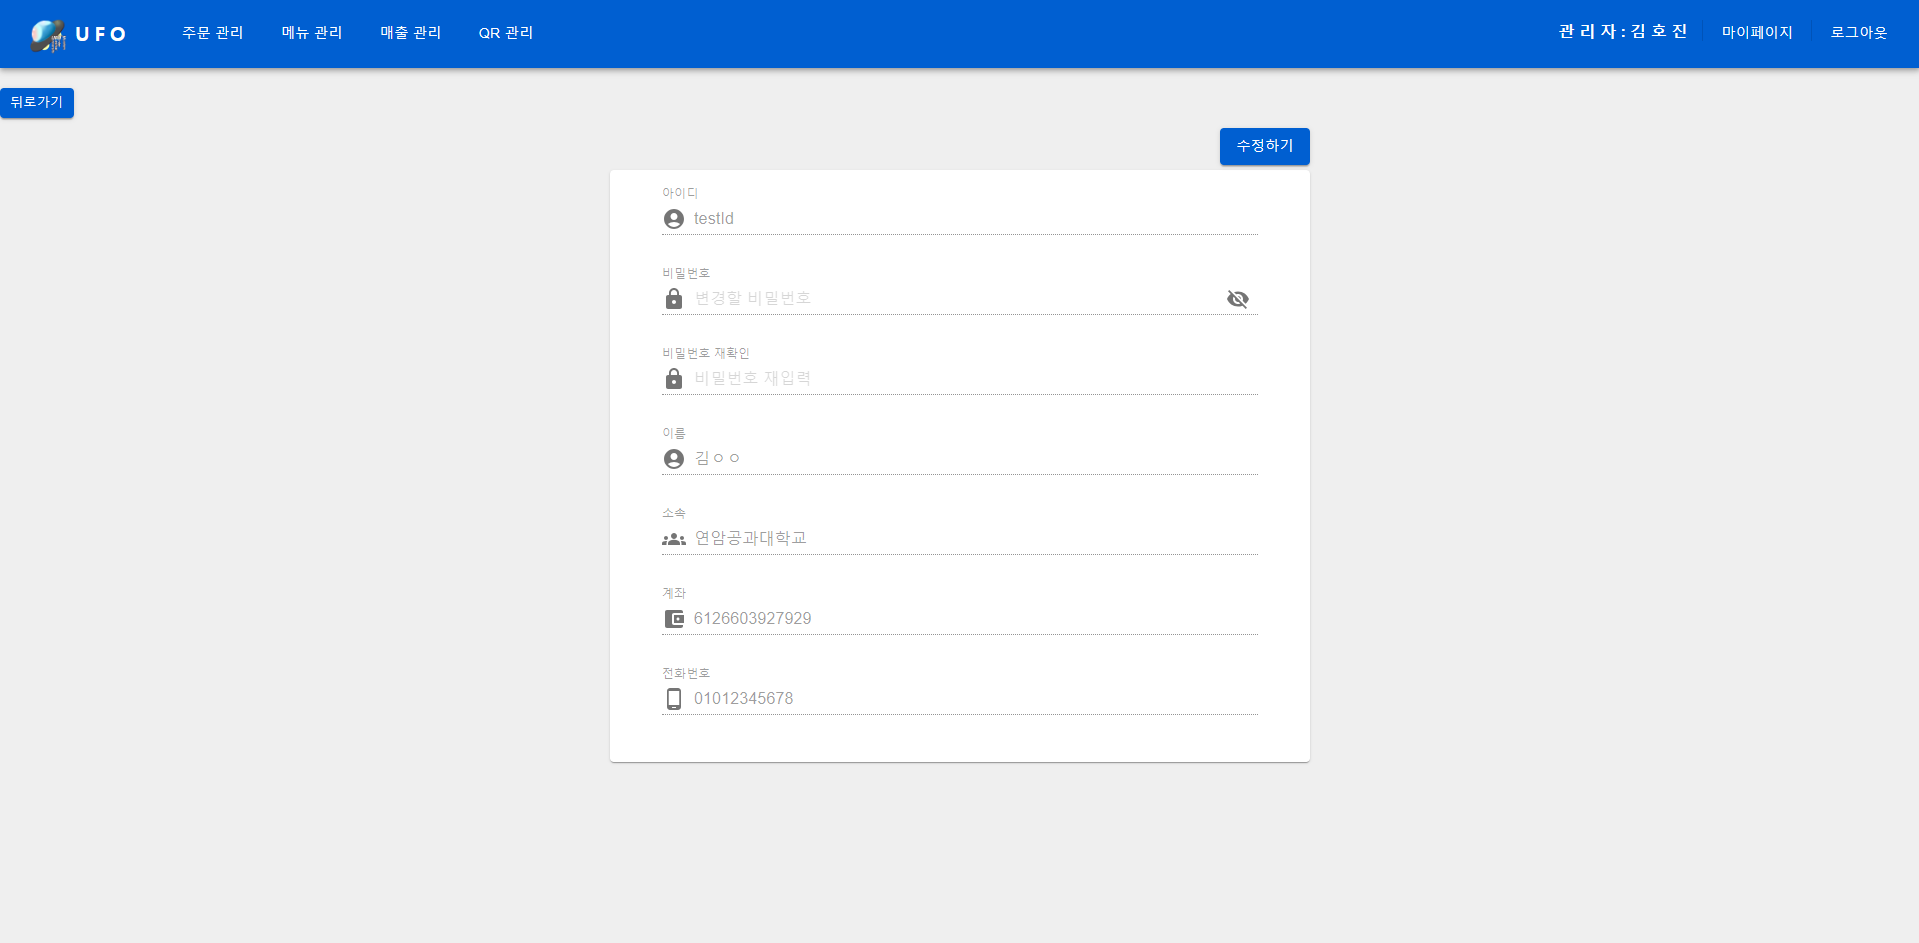 UFO 주문 관리 메뉴 관리 매출 관리 QR 관리 관리자:김호진 마이페이지 로그아웃
뒤로가기
수정하기
아이디
testId
비밀번호
변경할 비밀번호
비밀번호 재확인
비밀번호 재입력
이름
김ㅇㅇ
소속
연암공과대학교
계좌
6126603927929
전화번호
01012345678